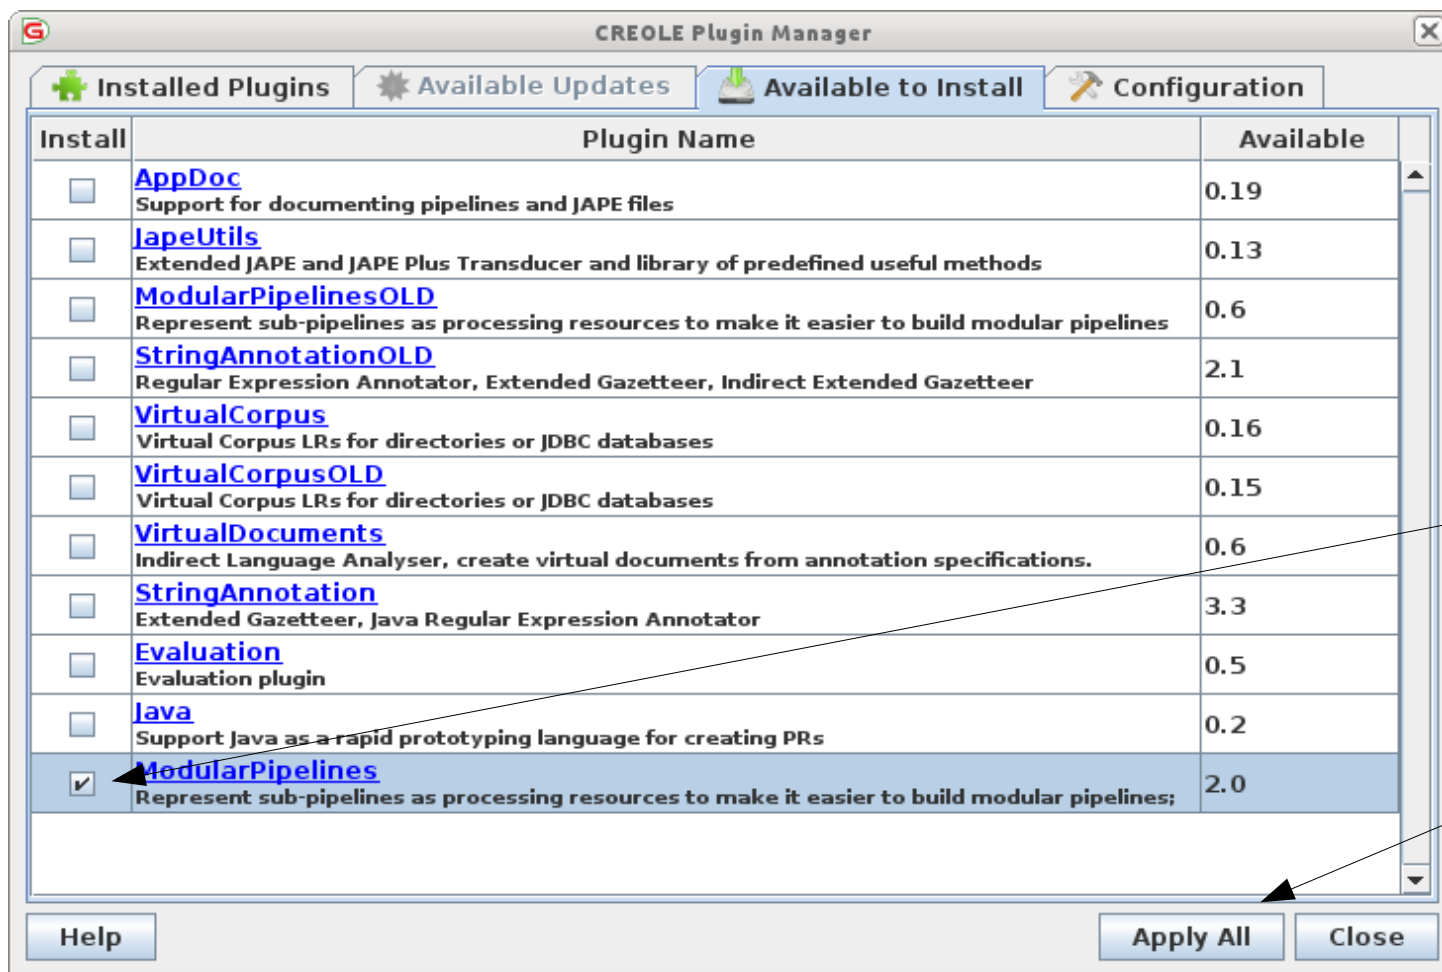 CREOLE Plugin Manager
Installed Plugins Available Updates Available to Install Configuration
Install Plugin Name Available
AppDoc
Support for documenting pipelines and JAPE files
0.19
JapeUtils
Extended JAPE and JAPE Plus Transducer and library of predefined useful methods
0.13
ModularPipelinesOLD
Represent sub-pipelines as processing resources to make it easier to build modular pipelines
0.6
StringAnnotationOLD
Regular Expression Annotator, Extended Gazetteer, Indirect Extended Gazetteer
2.1
VirtualCorpus
Virtual Corpus LRs for directories or JDBC databases
0.16
VirtualCorpusOLD
Virtual Corpus LRs for directories or JDBC databases
0.15
VirtualDocuments
Indirect Language Analyser, create virtual documents from annotation specifications.
0.6
StringAnnotation
Extended Gazetteer, Java Regular Expression Annotator
3.3
Evaluation
Evaluation plugin
0.5
Java
Support Java as a rapid prototyping language for creating PRs
0.2
ModularPipelines
Represent sub-pipelines as processing resources to make it easier to build modular pipelines;
2.0
Help Apply All Close